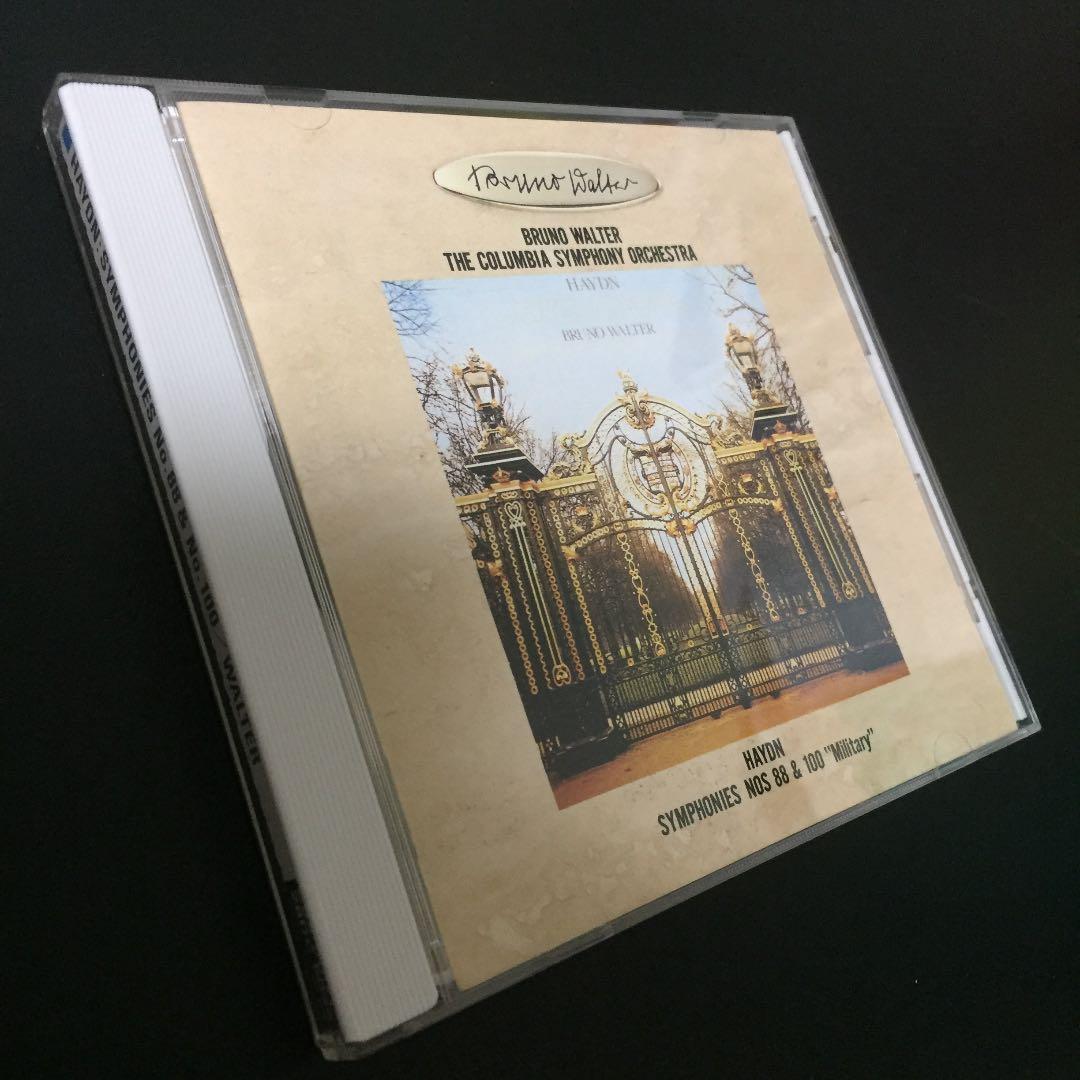 Bruno Walter
BRUNO WALTER
THE COLUMBIA SYMPHONY ORCHESTRA
HAYDN
BRUNO WALTER
HAYDN
SYMPHONIES NOS 88 & 100 "Military"
HAYDN: SYMPHONIES No. 88 & No. 100 / WALTER